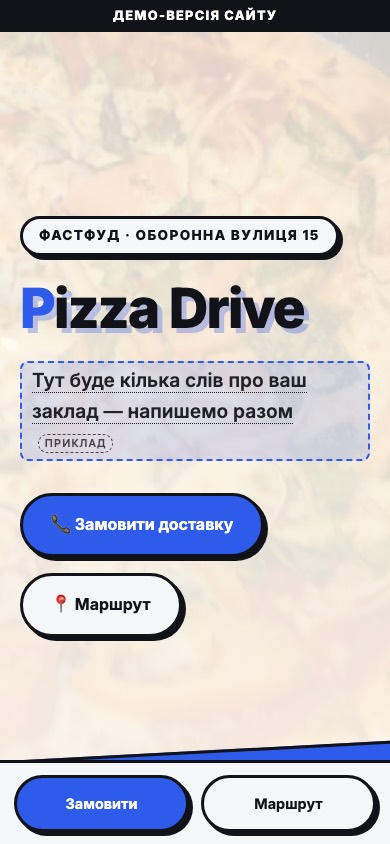 ДЕМО-ВЕРСІЯ САЙТУ
ФАСТФУД · ОБОРОННА ВУЛИЦЯ 15
Pizza Drive
Тут буде кілька слів про ваш
заклад — напишемо разом
ПРИКЛАД
Замовити доставку
Маршрут
Замовити
Маршрут